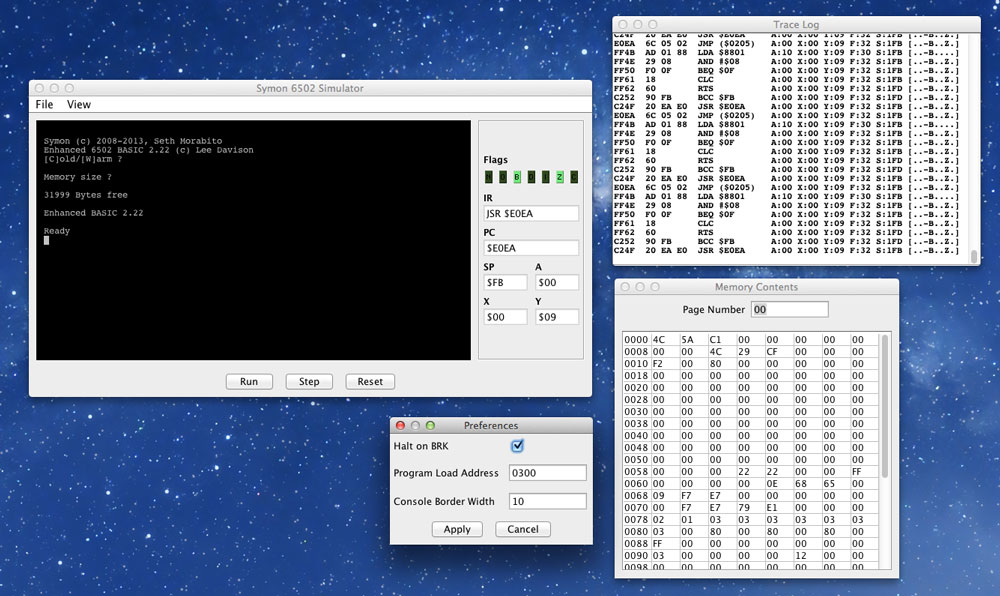 Symon 6502 Simulator
File View
Symon (c) 2008-2013, Seth Morabito
Enhanced 6502 BASIC 2.22 (c) Lee Davison
[C]old/[W]arm ?
Memory size ?
31999 Bytes free
Enhanced BASIC 2.22
Ready
Flags
B Z
IR
JSR $E0EA
PC
$E0EA
SP A
$FB $00
X Y
$00 $09
Run Step Reset
Trace Log
C24F 20 EA E0 JSR $E0EA A:00 X:00 Y:09 F:32 S:1FB [..-B..Z.]
E0EA 6C 05 02 JMP ($0205) A:00 X:00 Y:09 F:32 S:1FB [..-B..Z.]
FF4B AD 01 88 LDA $8801 A:10 X:00 Y:09 F:30 S:1FB [..-B....]
FF4E 29 08 AND #$08 A:00 X:00 Y:09 F:32 S:1FB [..-B..Z.]
FF50 F0 0F BEQ $0F A:00 X:00 Y:09 F:32 S:1FB [..-B..Z.]
FF61 18 CLC A:00 X:00 Y:09 F:32 S:1FB [..-B..Z.]
FF62 60 RTS A:00 X:00 Y:09 F:32 S:1FD [..-B..Z.]
C252 90 FB BCC $FB A:00 X:00 Y:09 F:32 S:1FD [..-B..Z.]
C24F 20 EA E0 JSR $E0EA A:00 X:00 Y:09 F:32 S:1FB [..-B..Z.]
E0EA 6C 05 02 JMP ($0205) A:00 X:00 Y:09 F:32 S:1FB [..-B..Z.]
FF4B AD 01 88 LDA $8801 A:10 X:00 Y:09 F:30 S:1FB [..-B....]
FF4E 29 08 AND #$08 A:00 X:00 Y:09 F:32 S:1FB [..-B..Z.]
FF50 F0 0F BEQ $0F A:00 X:00 Y:09 F:32 S:1FB [..-B..Z.]
FF61 18 CLC A:00 X:00 Y:09 F:32 S:1FB [..-B..Z.]
FF62 60 RTS A:00 X:00 Y:09 F:32 S:1FD [..-B..Z.]
C252 90 FB BCC $FB A:00 X:00 Y:09 F:32 S:1FD [..-B..Z.]
C24F 20 EA E0 JSR $E0EA A:00 X:00 Y:09 F:32 S:1FB [..-B..Z.]
E0EA 6C 05 02 JMP ($0205) A:00 X:00 Y:09 F:32 S:1FB [..-B..Z.]
FF4B AD 01 88 LDA $8801 A:10 X:00 Y:09 F:30 S:1FB [..-B....]
FF4E 29 08 AND #$08 A:00 X:00 Y:09 F:32 S:1FB [..-B..Z.]
FF50 F0 0F BEQ $0F A:00 X:00 Y:09 F:32 S:1FB [..-B..Z.]
FF61 18 CLC A:00 X:00 Y:09 F:32 S:1FB [..-B..Z.]
FF62 60 RTS A:00 X:00 Y:09 F:32 S:1FD [..-B..Z.]
C252 90 FB BCC $FB A:00 X:00 Y:09 F:32 S:1FD [..-B..Z.]
C24F 20 EA E0 JSR $E0EA A:00 X:00 Y:09 F:32 S:1FB [..-B..Z.]
Memory Contents
Page Number 00
0000 4C 5A C1 00 00 00 00 00
0008 00 00 4C 29 CF 00 00 00
0010 F2 00 80 00 00 00 00 00
0018 00 00 00 00 00 00 00 00
0020 00 00 00 00 00 00 00 00
0028 00 00 00 00 00 00 00 00
0030 00 00 00 00 00 00 00 00
0038 00 00 00 00 00 00 00 00
0040 00 00 00 00 00 00 00 00
0048 00 00 00 00 00 00 00 00
0050 00 00 00 00 00 00 00 00
0058 00 00 00 22 22 00 00 FF
0060 00 00 00 00 0E 68 65 00
0068 09 F7 E7 00 00 00 00 00
0070 00 F7 E7 79 E1 00 00 00
0078 02 01 03 03 03 03 03 03
0080 03 00 80 00 80 00 80 00
0088 FF 00 00 00 00 00 00 00
0090 03 00 00 00 00 12 00 00
0098 00 00 00 00 00 00 00 00
Preferences
Halt on BRK
Program Load Address 0300
Console Border Width 10
Apply Cancel